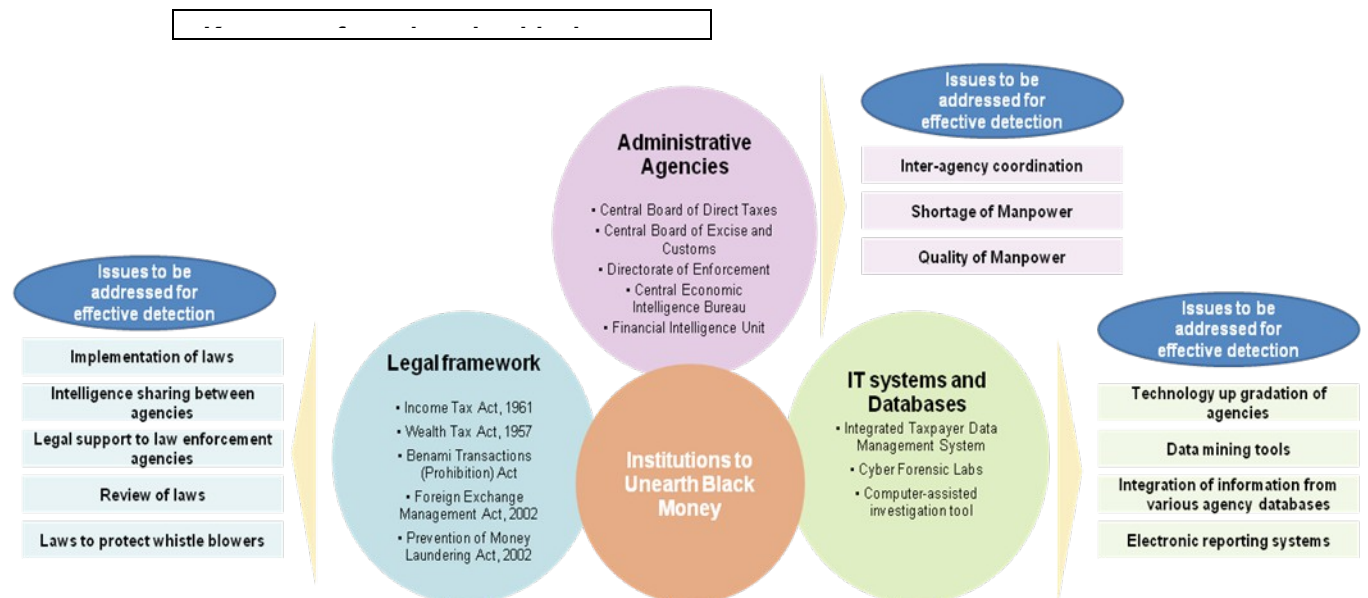 Issues to be
addressed for
effective detection
Inter-agency coordination
Shortage of Manpower
Quality of Manpower
Administrative
Agencies
▪ Central Board of Direct Taxes
▪ Central Board of Excise and
Customs
▪ Directorate of Enforcement
▪ Central Economic
Intelligence Bureau
▪ Financial Intelligence Unit
Issues to be
addressed for
effective detection
Implementation of laws
Intelligence sharing between
agencies
Legal support to law enforcement
agencies
Review of laws
Laws to protect whistle blowers
Legal framework
▪ Income Tax Act, 1961
▪ Wealth Tax Act, 1957
▪ Benami Transactions
(Prohibition) Act
▪ Foreign Exchange
Management Act, 2002
▪ Prevention of Money
Laundering Act, 2002
Institutions to
Unearth Black
Money
IT systems and
Databases
▪ Integrated Taxpayer Data
Management System
▪ Cyber Forensic Labs
▪ Computer-assisted
investigation tool
Issues to be
addressed for
effective detection
Technology up gradation of
agencies
Data mining tools
Integration of information from
various agency databases
Electronic reporting systems